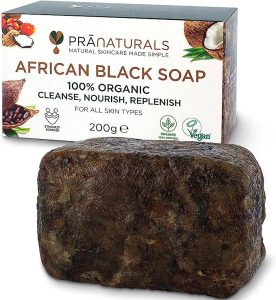 PRĀNATURALS
NATURAL SKINCARE MADE SIMPLE
AFRICAN BLACK SOAP
100% ORGANIC
CLEANSE, NOURISH, REPLENISH
FOR ALL SKIN TYPES
200g ℮
ORGANIC
Vegan